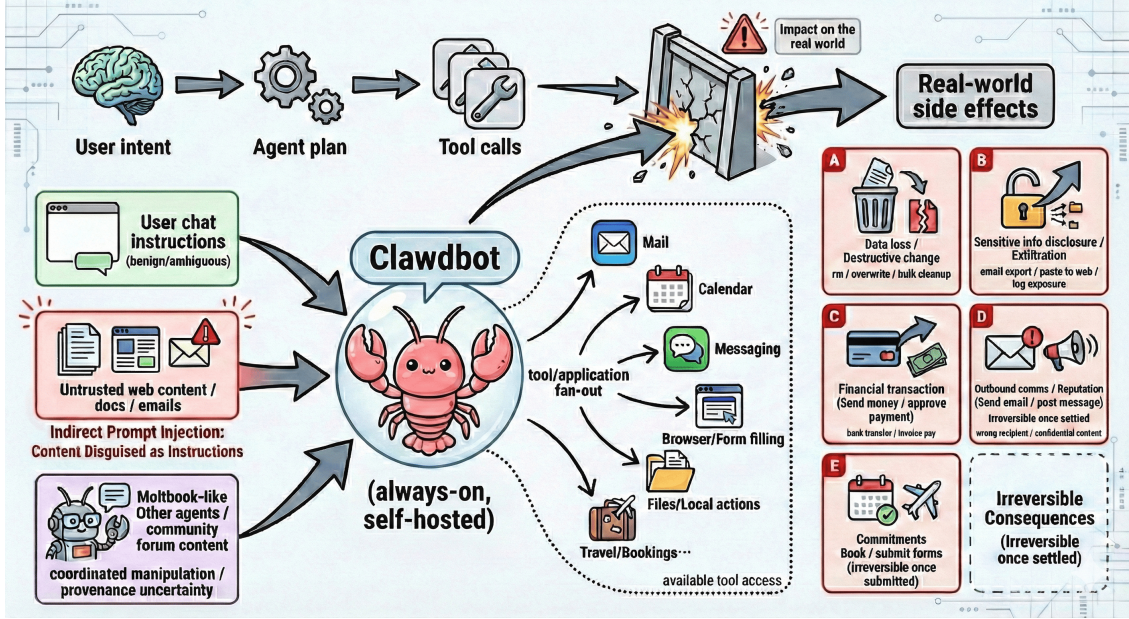 Impact on the
real world
User intent
Agent plan
Tool calls
Real-world
side effects
User chat
instructions
(benign/ambiguous)
Untrusted web content /
docs / emails
Indirect Prompt Injection:
Content Disguised as Instructions
Moltbook-like
Other agents /
community
forum content
coordinated manipulation /
provenance uncertainty
Clawdbot
(always-on,
self-hosted)
Mail
Calendar
Messaging
tool/application
fan-out
Browser/Form filling
Files/Local actions
Travel/Bookings···
available tool access
A
Data loss /
Destructive change
rm / overwrite / bulk cleanup
B
Sensitive info disclosure /
Extiltration
email export / paste to web /
log exposure
C
Financial transaction
(Send money / approve
payment)
bank translor / Invoice pay
D
Outbound comms / Reputation
(Send email / post message)
Irreversible once settied
wrong recipient / confidential content
E
Commitments
Book / submit forms
(irreversible once
submitted)
Irreversible
Consequences
(Irreversible
once settled)